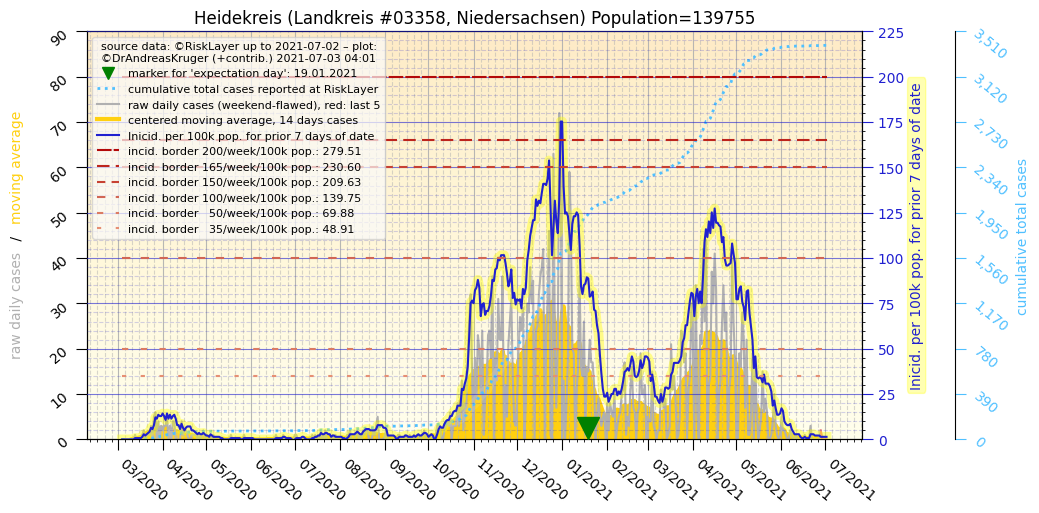 Heidekreis (Landkreis #03358, Niedersachsen) Population=139755
source data: ©RiskLayer up to 2021-07-02 – plot:
©DrAndreasKruger (+contrib.) 2021-07-03 04:01
marker for 'expectation day': 19.01.2021
cumulative total cases reported at RiskLayer
raw daily cases (weekend-flawed), red: last 5
centered moving average, 14 days cases
Inicid. per 100k pop. for prior 7 days of date
incid. border 200/week/100k pop.: 279.51
incid. border 165/week/100k pop.: 230.60
incid. border 150/week/100k pop.: 209.63
incid. border 100/week/100k pop.: 139.75
incid. border   50/week/100k pop.: 69.88
incid. border   35/week/100k pop.: 48.91
raw daily cases   /   moving average
90
80
70
60
50
40
30
20
10
0
225
200
175
150
125
100
75
50
25
0
Inicid. per 100k pop. for prior 7 days of date
3,510
3,120
2,730
2,340
1,950
1,560
1,170
780
390
0
cumulative total cases
03/2020
04/2020
05/2020
06/2020
07/2020
08/2020
09/2020
10/2020
11/2020
12/2020
01/2021
02/2021
03/2021
04/2021
05/2021
06/2021
07/2021